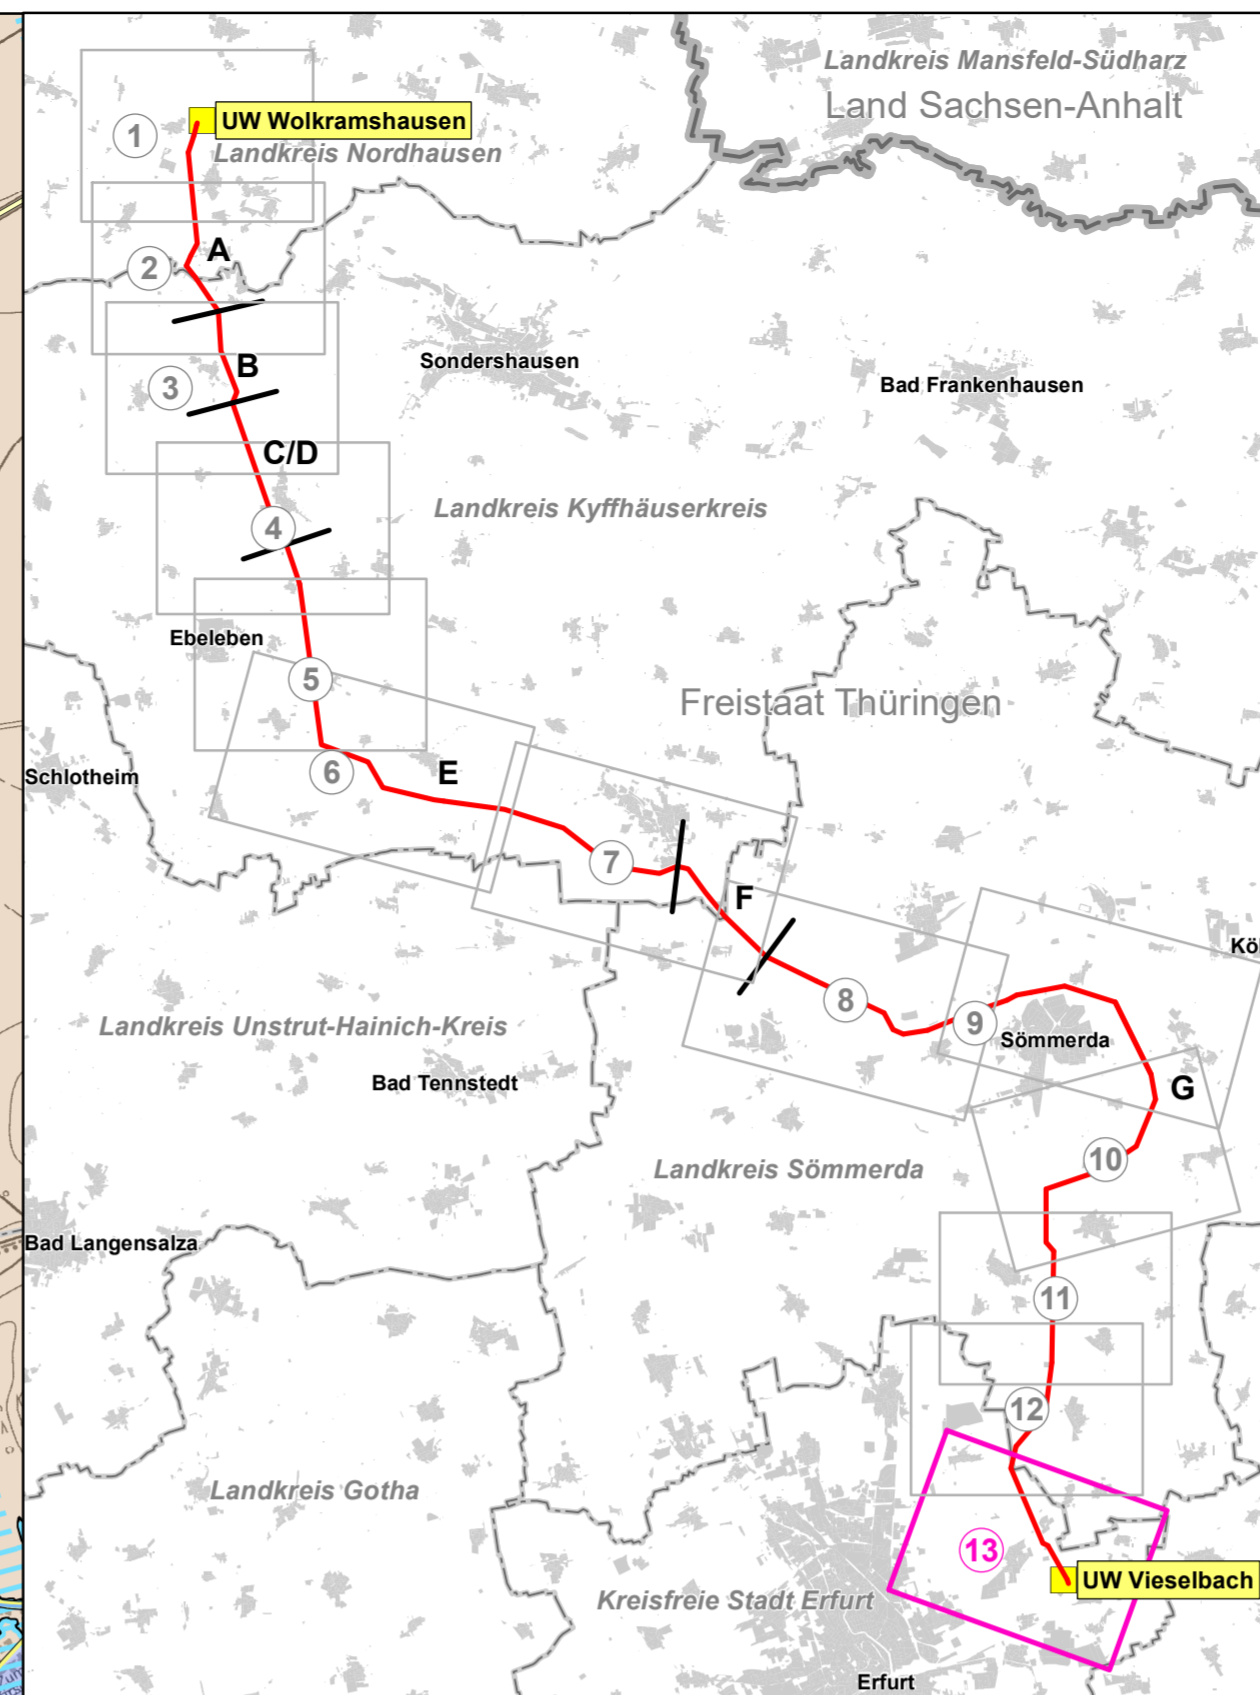 Landkreis Mansfeld-Südharz
Land Sachsen-Anhalt
UW Wolkramshausen
1
Landkreis Nordhausen
A
2
Sondershausen
B
3
Bad Frankenhausen
C/D
Landkreis Kyffhäuserkreis
4
Ebeleben
5
Freistaat Thüringen
6
E
Schlotheim
7
F
Kö
8
9
Landkreis Unstrut-Hainich-Kreis
Sömmerda
Bad Tennstedt
G
10
Landkreis Sömmerda
Bad Langensalza
11
12
Landkreis Gotha
13
UW Vieselbach
Kreisfreie Stadt Erfurt
Erfurt